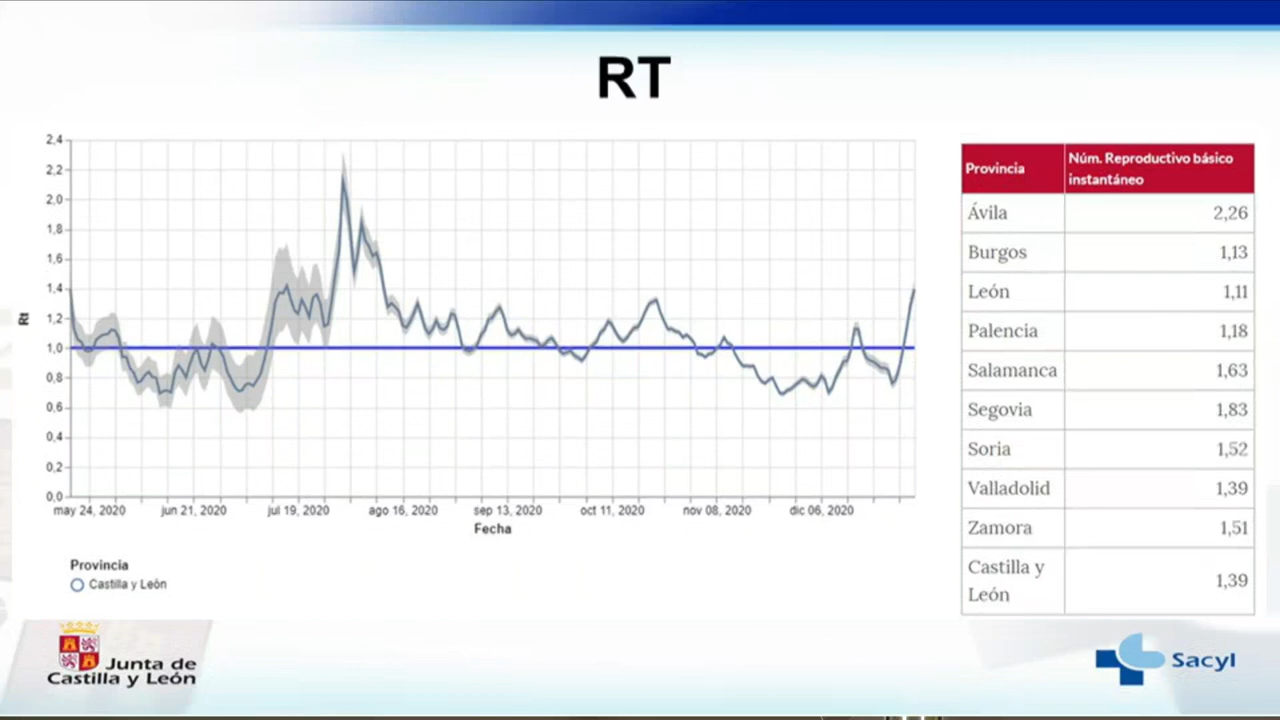 RT
2,4
2,2
2,0
1,8
1,6
1,4
1,2
1,0
0,8
0,6
0,4
0,2
0,0
Rt
may 24, 2020 jun 21, 2020 jul 19, 2020 ago 16, 2020 sep 13, 2020 oct 11, 2020 nov 08, 2020 dic 06, 2020
Fecha
Provincia
Castilla y León
Provincia Núm. Reproductivo básico
instantáneo
Ávila 2,26
Burgos 1,13
León 1,11
Palencia 1,18
Salamanca 1,63
Segovia 1,83
Soria 1,52
Valladolid 1,39
Zamora 1,51
Castilla y
León 1,39
Junta de
Castilla y León
Sacyl